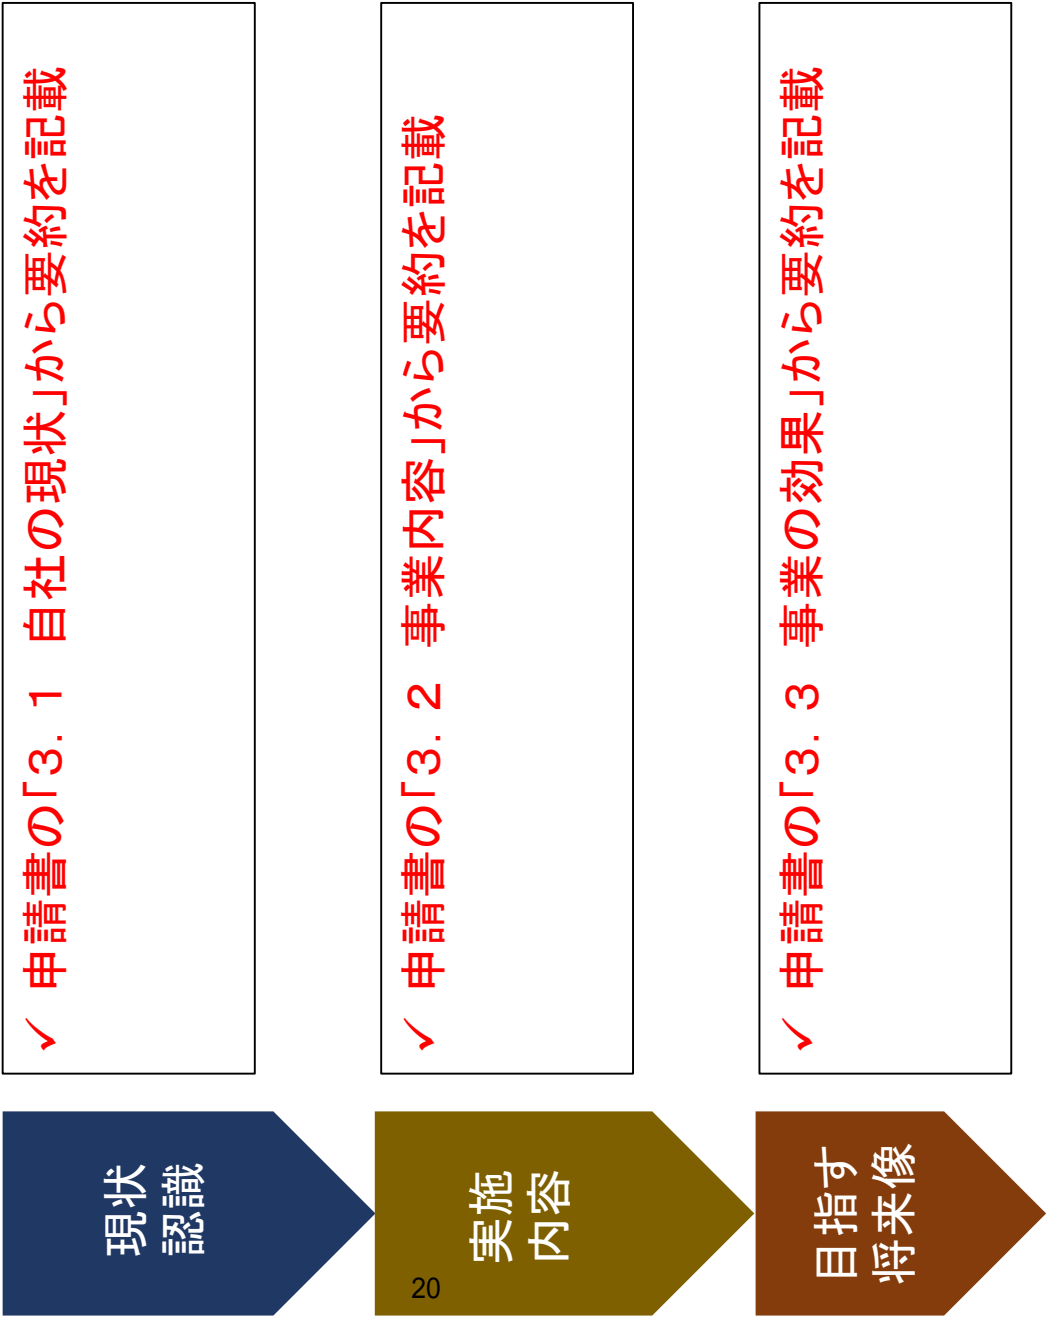 現状
認識
✓ 申請書の「３．１　自社の現状」から要約を記載
実施
内容
✓ 申請書の「３．２　事業内容」から要約を記載
目指す
将来像
✓ 申請書の「３．３　事業の効果」から要約を記載
20